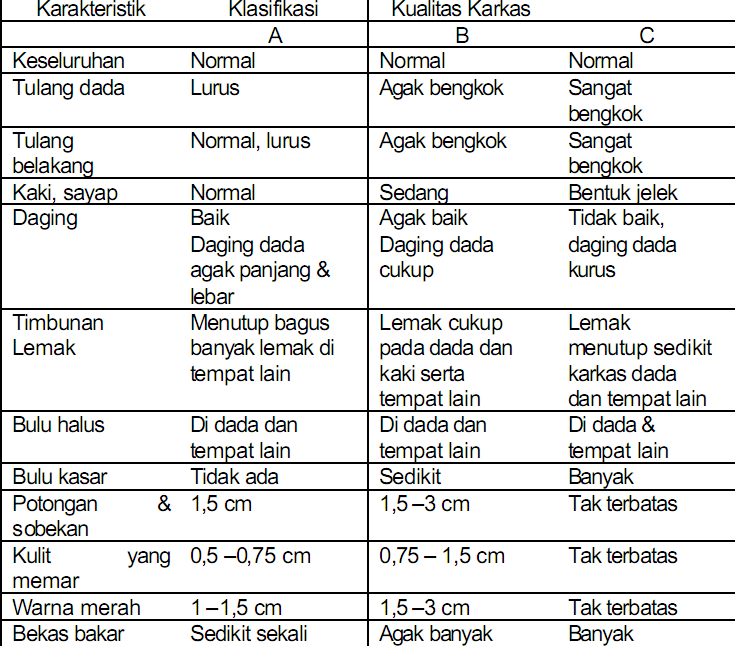 Karakteristik Klasifikasi Kualitas Karkas
A B C
Keseluruhan Normal Normal Normal
Tulang dada Lurus Agak bengkok Sangat
bengkok
Tulang Normal, lurus Agak bengkok Sangat
belakang bengkok
Kaki, sayap Normal Sedang Bentuk jelek
Daging Baik Agak baik Tidak baik,
Daging dada Daging dada daging dada
agak panjang & cukup kurus
lebar
Timbunan Menutup bagus Lemak cukup Lemak
Lemak banyak lemak di pada dada dan menutup sedikit
tempat lain kaki serta karkas dada
tempat lain dan tempat lain
Bulu halus Di dada dan Di dada dan Di dada &
tempat lain tempat lain tempat lain
Bulu kasar Tidak ada Sedikit Banyak
Potongan & 1,5 cm 1,5 –3 cm Tak terbatas
sobekan
Kulit yang 0,5 –0,75 cm 0,75 – 1,5 cm Tak terbatas
memar
Warna merah 1 –1,5 cm 1,5 –3 cm Tak terbatas
Bekas bakar Sedikit sekali Agak banyak Banyak